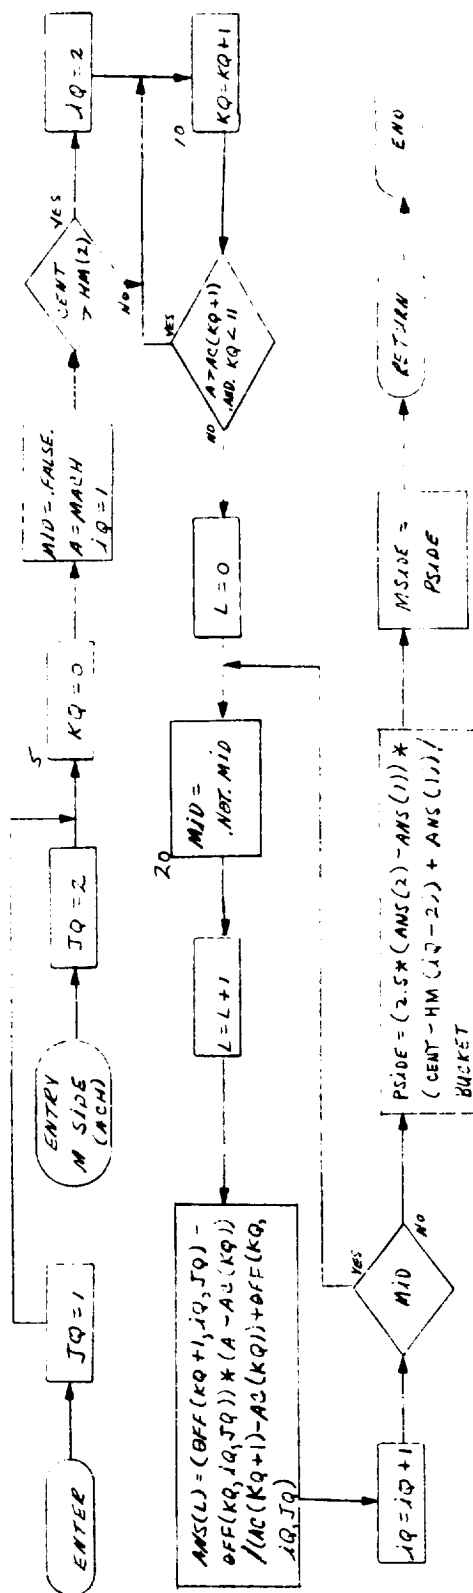 ENTER
JQ=1
ENTRY
M SIDE
(MCH)
JQ=2
5
KQ=0
MID=.FALSE.
A=MACH
iQ=1
CENT
>HM(2)
YES
NO
iQ=2
10
KQ=KQ+1
A>AC(KQ+1)
.AND. KQ<11
YES
NO
L=0
20
MID=
.NOT. MID
L=L+1
ANS(L)=(OFF(KQ+1,iQ,JQ)-
OFF(KQ,iQ,JQ))*(A-AC(KQ))
/(AC(KQ+1)-AC(KQ))+OFF(KQ,
iQ,JQ)
iQ=iQ+1
MID
YES
NO
PSIDE=(2.5*(ANS(2)-ANS(1))*
(CENT-HM(iQ-2))+ANS(1))/
BUCKET
MSIDE=
PSIDE
RETURN
END